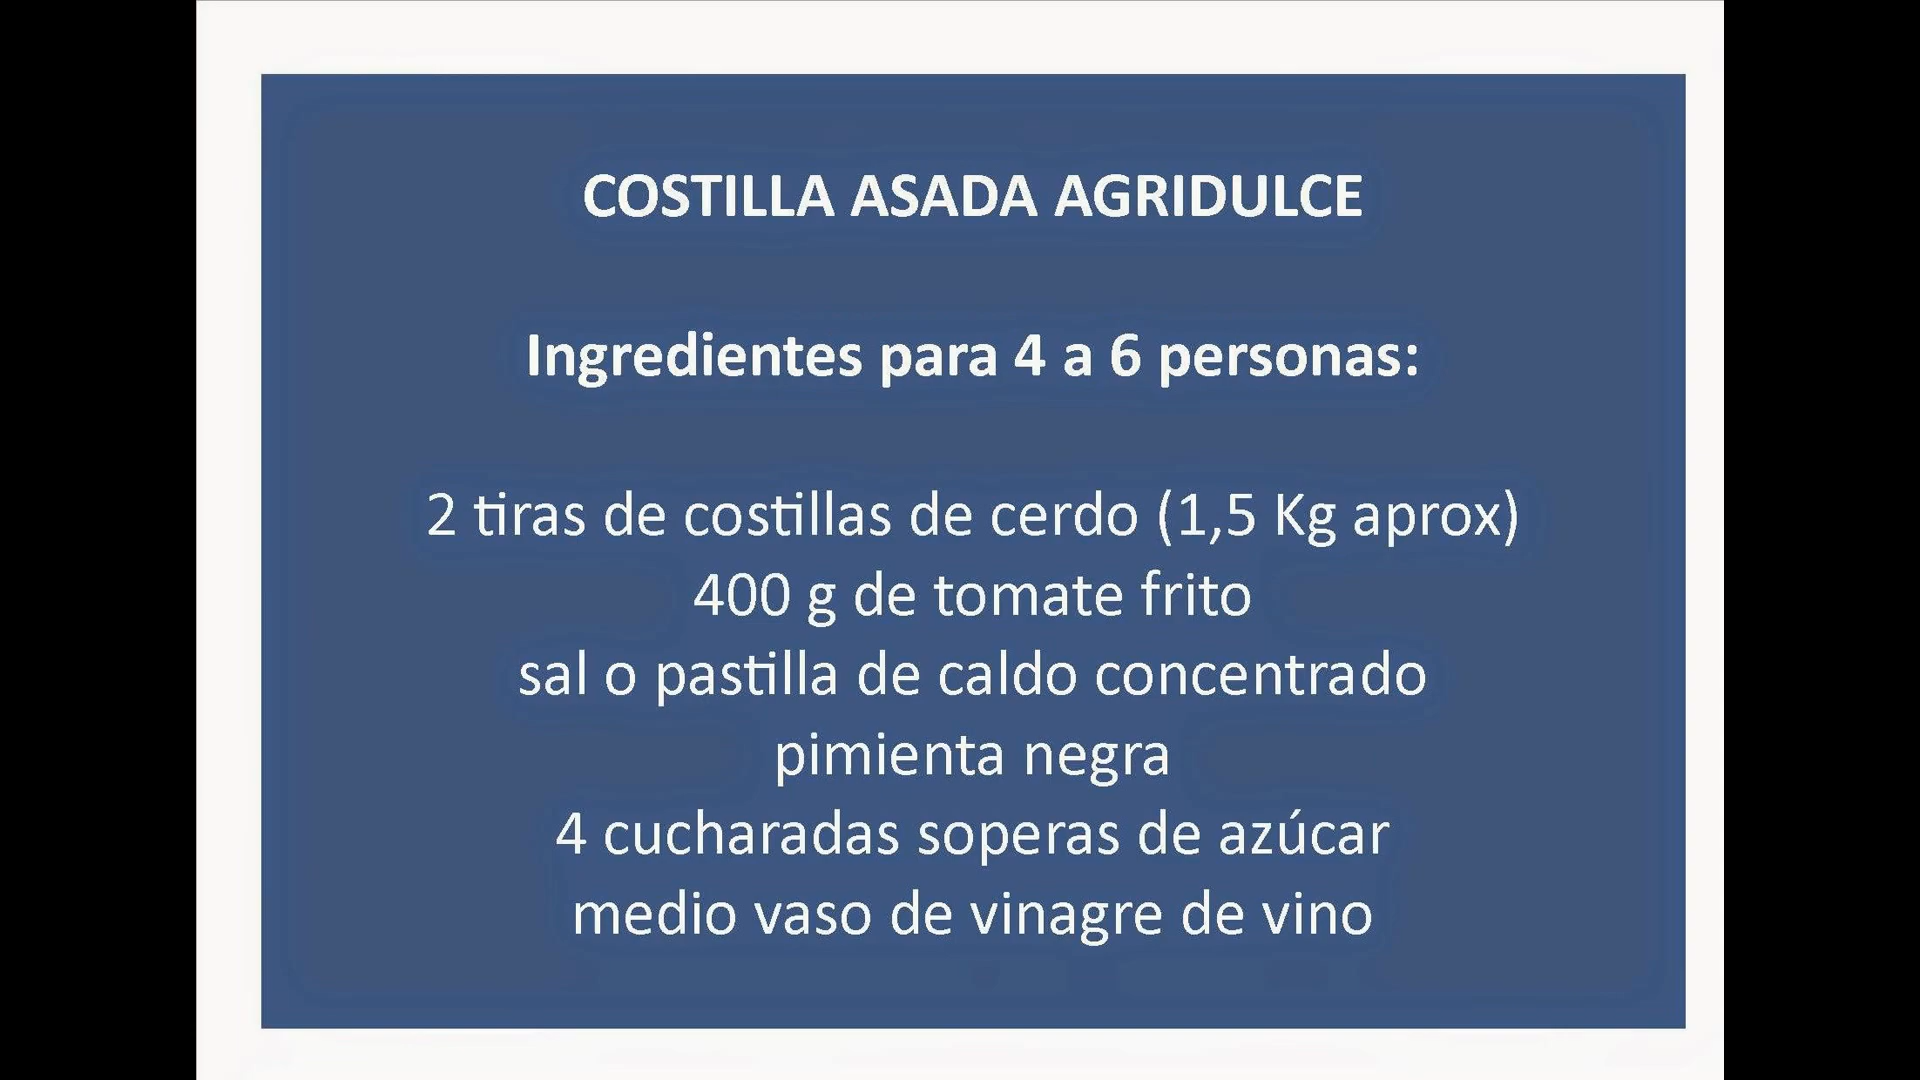 COSTILLA ASADA AGRIDULCE
Ingredientes para 4 a 6 personas:
2 tiras de costillas de cerdo (1,5 Kg aprox)
400 g de tomate frito
sal o pastilla de caldo concentrado
pimienta negra
4 cucharadas soperas de azúcar
medio vaso de vinagre de vino